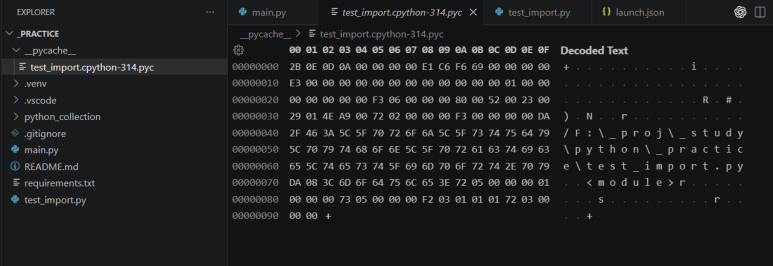 EXPLORER ···
_PRACTICE
__pycache__
test_import.cpython-314.pyc
.venv
.vscode
python_collection
.gitignore
main.py
README.md
requirements.txt
test_import.py
main.py test_import.cpython-314.pyc test_import.py launch.json
__pycache__ > test_import.cpython-314.pyc
00 01 02 03 04 05 06 07 08 09 0A 0B 0C 0D 0E 0F Decoded Text
00000000 2B 0E 0D 0A 00 00 00 00 E1 C6 F6 69 00 00 00 00 + . . . . . . . . . . i . . . .
00000010 E3 00 00 00 00 00 00 00 00 00 00 00 00 01 00 00 . . . . . . . . . . . . . . . .
00000020 00 00 00 00 00 F3 06 00 00 00 80 00 52 00 23 00 . . . . . . . . . . . . R . # .
00000030 29 01 4E A9 00 72 02 00 00 00 F3 00 00 00 00 DA ) . N . . r . . . . . . . . . .
00000040 2F 46 3A 5C 5F 70 72 6F 6A 5C 5F 73 74 75 64 79 / F : \ _ p r o j \ _ s t u d y
00000050 5C 70 79 74 68 6F 6E 5C 5F 70 72 61 63 74 69 63 \ p y t h o n \ _ p r a c t i c
00000060 65 5C 74 65 73 74 5F 69 6D 70 6F 72 74 2E 70 79 e \ t e s t _ i m p o r t . p y
00000070 DA 08 3C 6D 6F 64 75 6C 65 3E 72 05 00 00 00 01 . . < m o d u l e > r . . . . .
00000080 00 00 00 73 05 00 00 00 F2 03 01 01 01 72 03 00 . . . s . . . . . . . . . r . .
00000090 00 00 + . . +